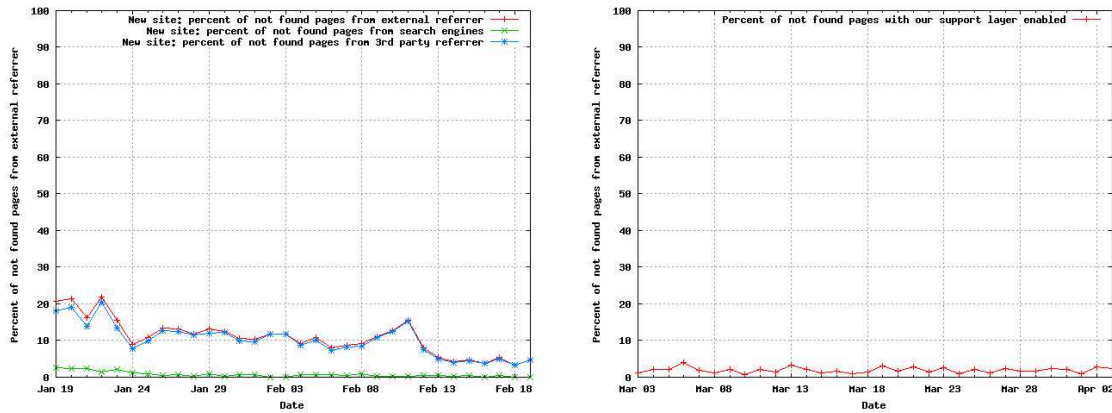 New site: percent of not found pages from external referrer
New site: percent of not found pages from search engines
New site: percent of not found pages from 3rd party referrer
Percent of not found pages from external referrer
100
90
80
70
60
50
40
30
20
10
0
Jan 19 Jan 24 Jan 29 Feb 03 Feb 08 Feb 13 Feb 18
Date
Percent of not found pages with our support layer enabled
Percent of not found pages from external referrer
100
90
80
70
60
50
40
30
20
10
0
Mar 03 Mar 08 Mar 13 Mar 18 Mar 23 Mar 28 Apr 02
Date